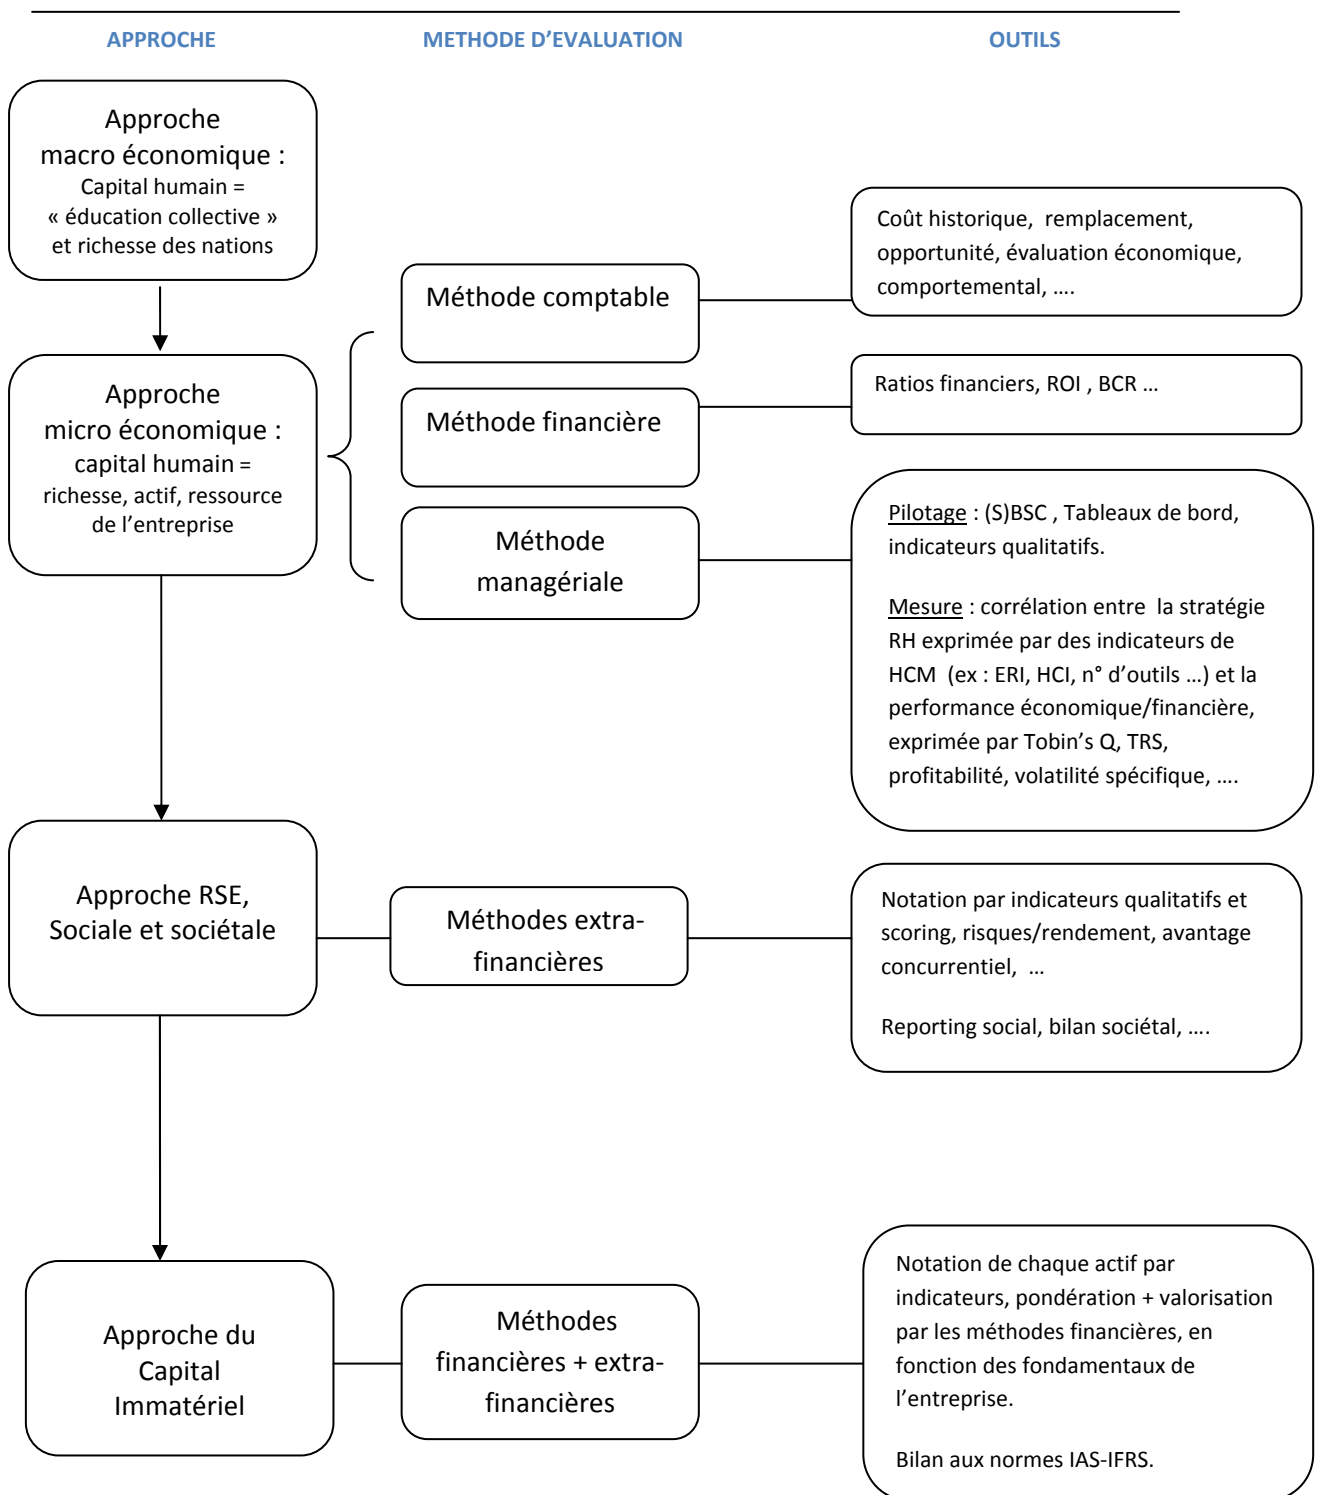 APPROCHE
METHODE D’EVALUATION
OUTILS
Approche
macro économique :
Capital humain =
« éducation collective »
et richesse des nations
Coût historique, remplacement,
opportunité, évaluation économique,
comportemental, ….
Méthode comptable
Approche
micro économique :
capital humain =
richesse, actif, ressource
de l’entreprise
Ratios financiers, ROI , BCR ...
Méthode financière
Méthode
managériale
Pilotage : (S)BSC , Tableaux de bord,
indicateurs qualitatifs.
Mesure : corrélation entre la stratégie
RH exprimée par des indicateurs de
HCM (ex : ERI, HCI, n° d’outils ...) et la
performance économique/financière,
exprimée par Tobin’s Q, TRS,
profitabilité, volatilité spécifique, ….
Approche RSE,
Sociale et sociétale
Méthodes extra-
financières
Notation par indicateurs qualitatifs et
scoring, risques/rendement, avantage
concurrentiel, …
Reporting social, bilan sociétal, ….
Approche du
Capital
Immatériel
Méthodes
financières + extra-
financières
Notation de chaque actif par
indicateurs, pondération + valorisation
par les méthodes financières, en
fonction des fondamentaux de
l’entreprise.
Bilan aux normes IAS-IFRS.